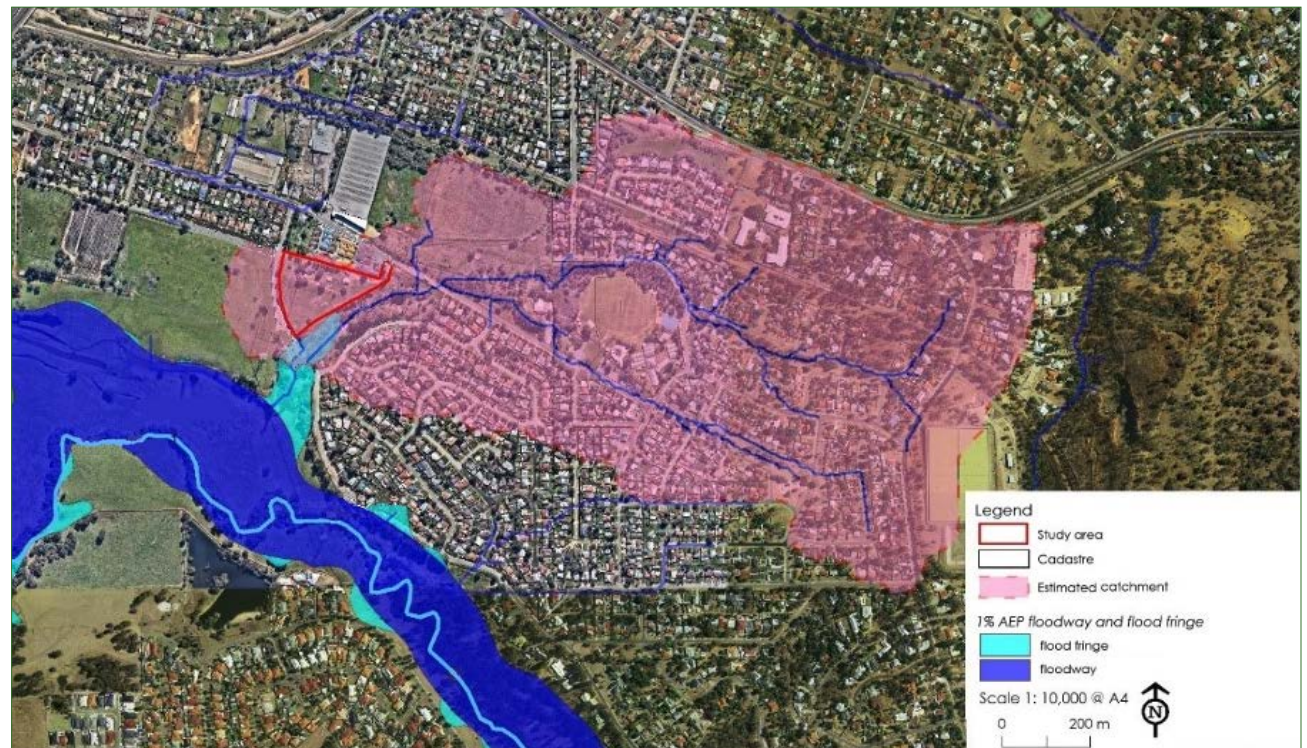 Legend
Study area
Cadastre
Estimated catchment
1% AEP floodway and flood fringe
flood fringe
floodway
Scale 1: 10,000 @ A4
N
0 200 m